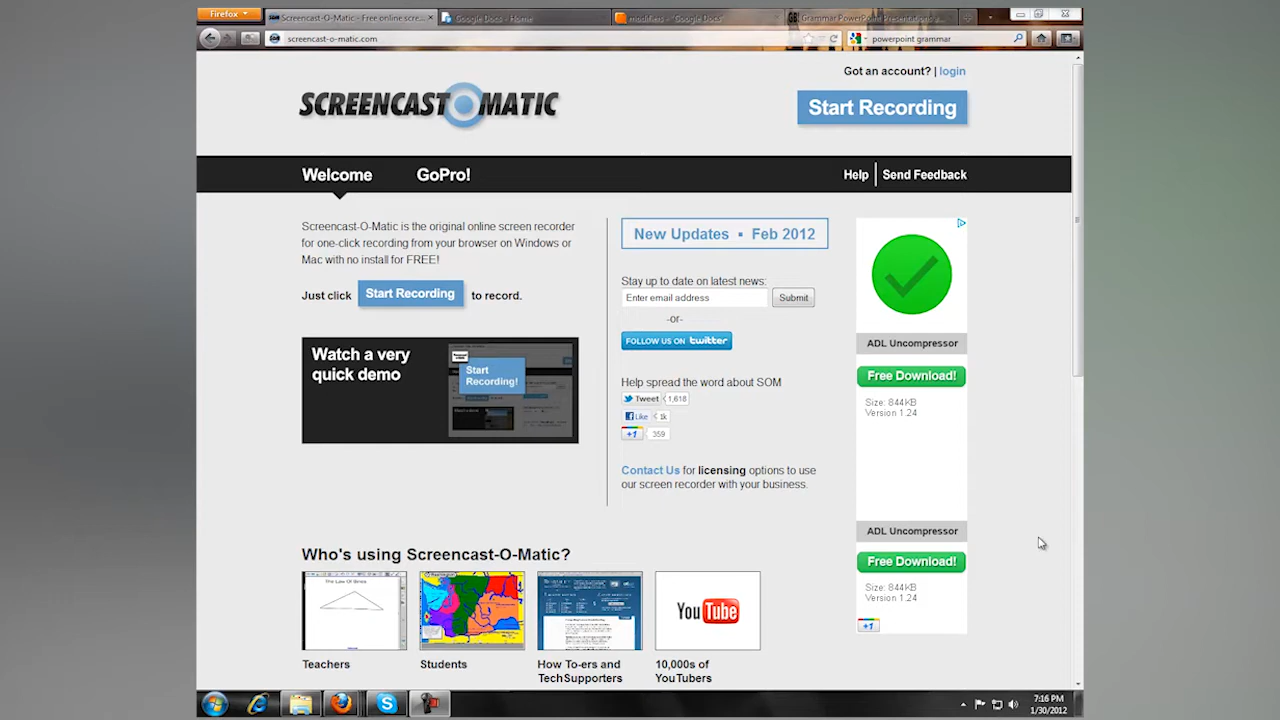 Firefox
Screencast-O-Matic - Free online scre...
Google Docs - Home
modifiers - Google Docs
Grammar PowerPoint Presentations a...
screencast-o-matic.com
powerpoint grammar
Got an account? | login
SCREENCAST-O-MATIC
Start Recording
Welcome
GoPro!
Help
Send Feedback
Screencast-O-Matic is the original online screen recorder
for one-click recording from your browser on Windows or
Mac with no install for FREE!
Just click Start Recording to record.
Watch a very
quick demo
Start
Recording!
New Updates ▪ Feb 2012
Stay up to date on latest news:
Enter email address
Submit
-or-
FOLLOW US ON twitter
Help spread the word about SOM
Tweet 1,618
Like 1k
+1 359
Contact Us for licensing options to use
our screen recorder with your business.
ADL Uncompressor
Free Download!
Size: 844KB
Version 1.24
ADL Uncompressor
Free Download!
Size: 844KB
Version 1.24
+1
Who's using Screencast-O-Matic?
The Law Of Sines
YouTube
Teachers
Students
How To-ers and
TechSupporters
10,000s of
YouTubers
7:16 PM
1/30/2012